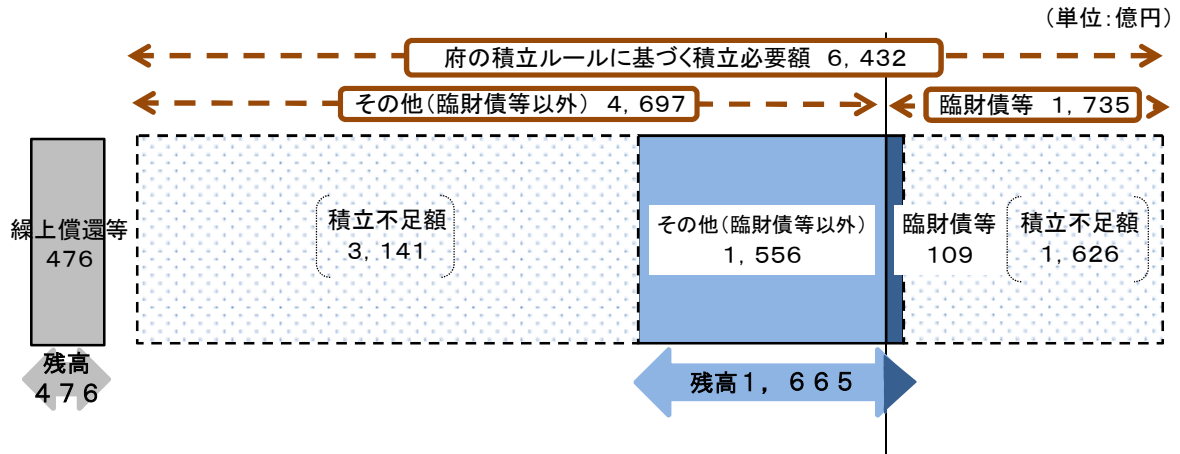 （単位：億円）
府の積立ルールに基づく積立必要額 ６，４３２
その他（臨財債等以外） ４，６９７
臨財債等 １，７３５
繰上償還等
４７６
積立不足額
３，１４１
その他（臨財債等以外）
１，５５６
臨財債等
１０９
積立不足額
１，６２６
残高
４７６
残高１，６６５